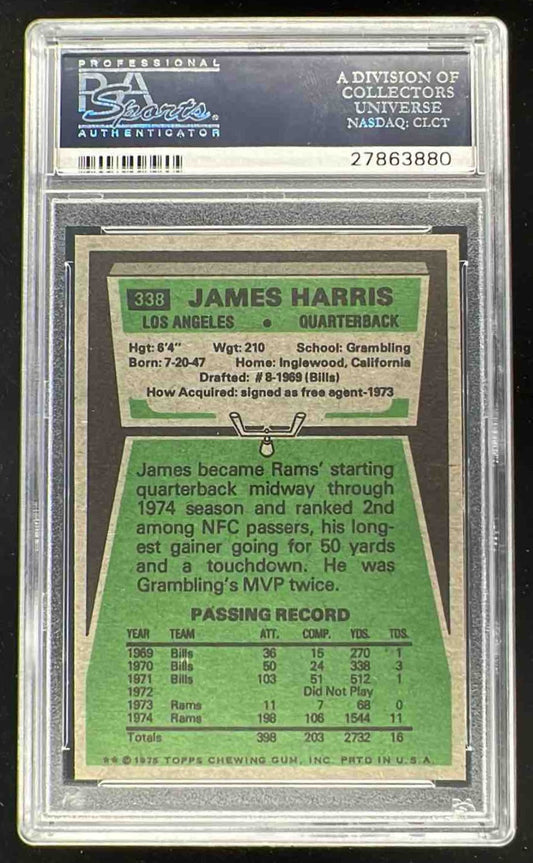 PROFESSIONAL
PSA
Sports
AUTHENTICATOR
A DIVISION OF
COLLECTORS
UNIVERSE
NASDAQ: CLCT
27863880
338 JAMES HARRIS
LOS ANGELES • QUARTERBACK
Hgt: 6'4" Wgt: 210 School: Grambling
Born: 7-20-47 Home: Inglewood, California
Drafted: #8-1969 (Bills)
How Acquired: signed as free agent-1973
James became Rams' starting
quarterback midway through
1974 season and ranked 2nd
among NFC passers, his long-
est gainer going for 50 yards
and a touchdown. He was
Grambling's MVP twice.
PASSING RECORD
YEAR TEAM ATT. COMP. YDS. TDS.
1969 Bills 36 15 270 1
1970 Bills 50 24 338 3
1971 Bills 103 51 512 1
1972 Did Not Play
1973 Rams 11 7 68 0
1974 Rams 198 106 1544 11
Totals 398 203 2732 16
** © 1975 TOPPS CHEWING GUM, INC. PRTD IN U.S.A.